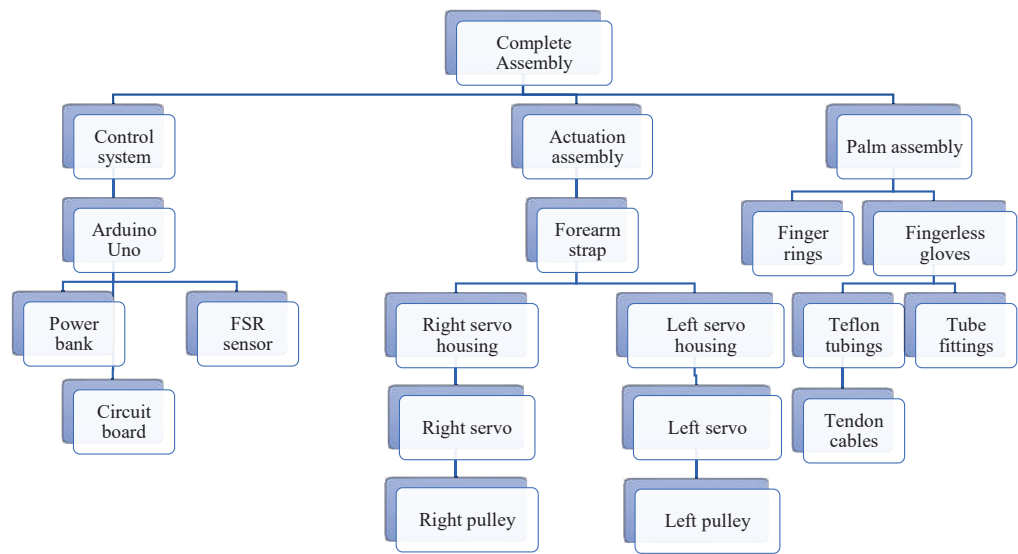 Complete
Assembly
Control
system
Actuation
assembly
Palm assembly
Arduino
Uno
Forearm
strap
Finger
rings
Fingerless
gloves
Power
bank
FSR
sensor
Right servo
housing
Left servo
housing
Teflon
tubings
Tube
fittings
Circuit
board
Right servo
Left servo
Tendon
cables
Right pulley
Left pulley